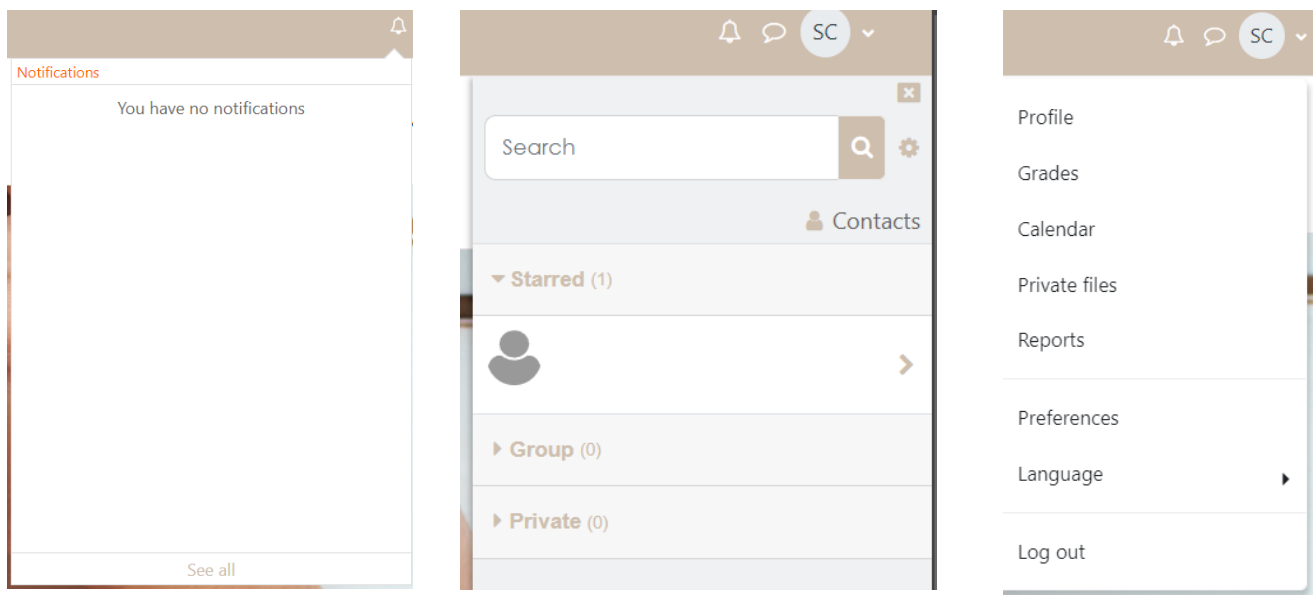 Notifications
You have no notifications
See all
SC
Search
Contacts
Starred (1)
Group (0)
Private (0)
SC
Profile
Grades
Calendar
Private files
Reports
Preferences
Language
Log out